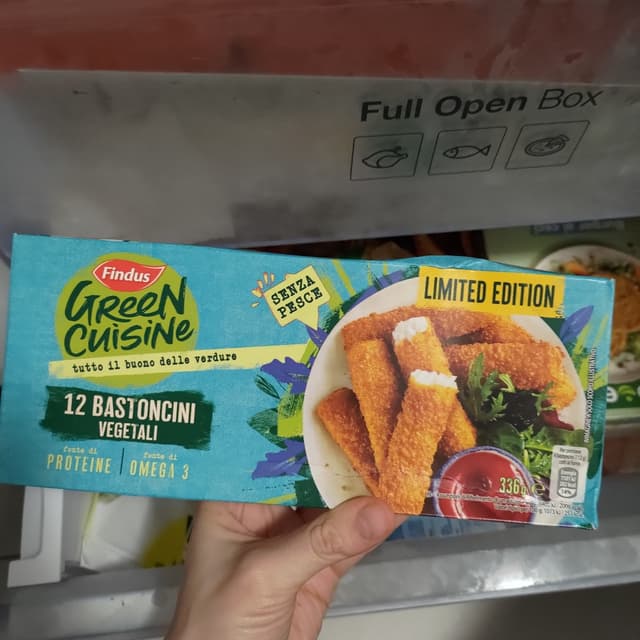 Full Open Box
Findus
GREEN
CUISINE
tutto il buono delle verdure
SENZA
PESCE
LIMITED EDITION
12 BASTONCINI
VEGETALI
fonte di
PROTEINE
fonte di
OMEGA 3
336g e
14%